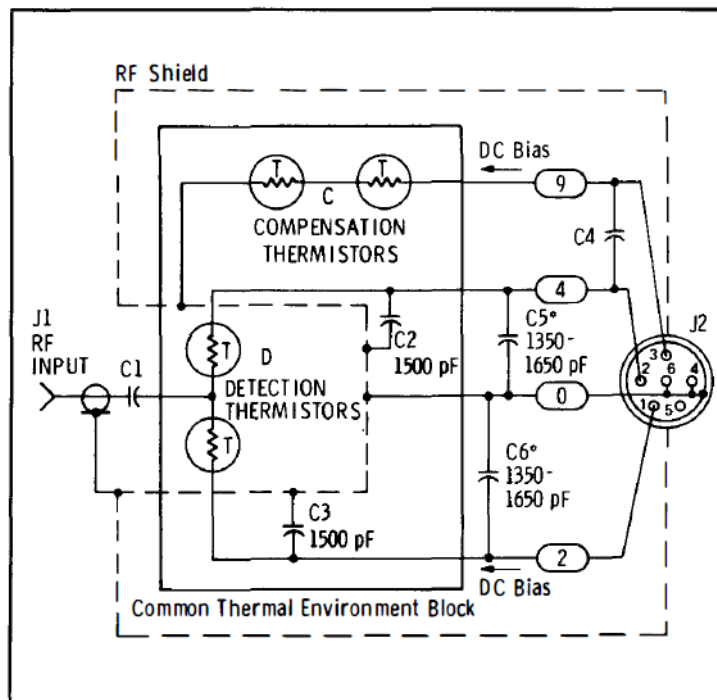 RF Shield
T
T
DC Bias
9
C
COMPENSATION
THERMISTORS
C4
4
J1
RF
INPUT
C1
T
D
DETECTION
THERMISTORS
T
C2
1500 pF
C5*
1350-
1650 pF
J2
3
2
6
4
1
5
0
C6*
1350-
1650 pF
C3
1500 pF
2
DC Bias
Common Thermal Environment Block